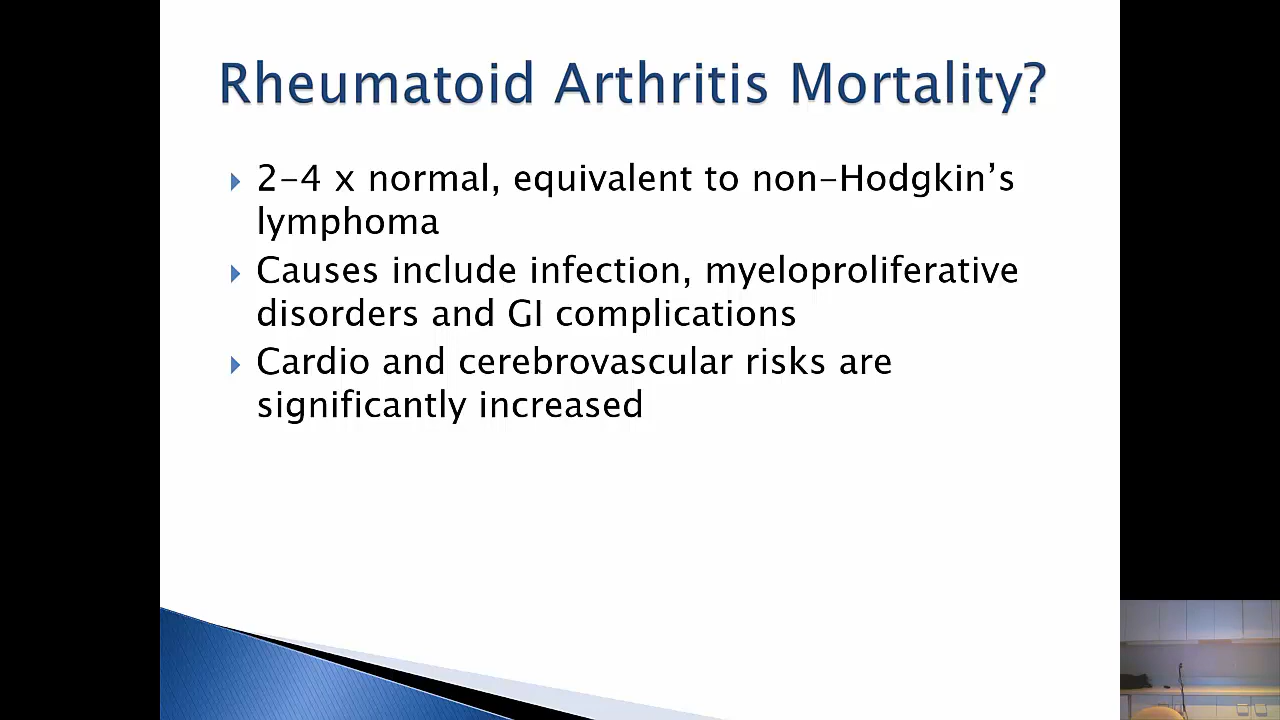 Rheumatoid Arthritis Mortality?
2-4 x normal, equivalent to non-Hodgkin’s
lymphoma
Causes include infection, myeloproliferative
disorders and GI complications
Cardio and cerebrovascular risks are
significantly increased